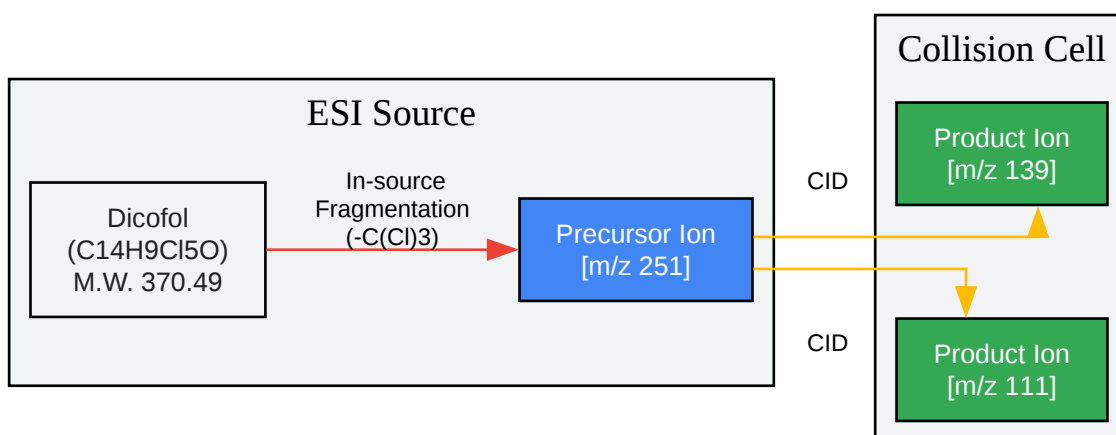 ESI Source
Dicofol
(C14H9Cl5O)
M.W. 370.49
In-source
Fragmentation
(-C(Cl)3)
Precursor Ion
[m/z 251]
CID
CID
Collision Cell
Product Ion
[m/z 139]
Product Ion
[m/z 111]